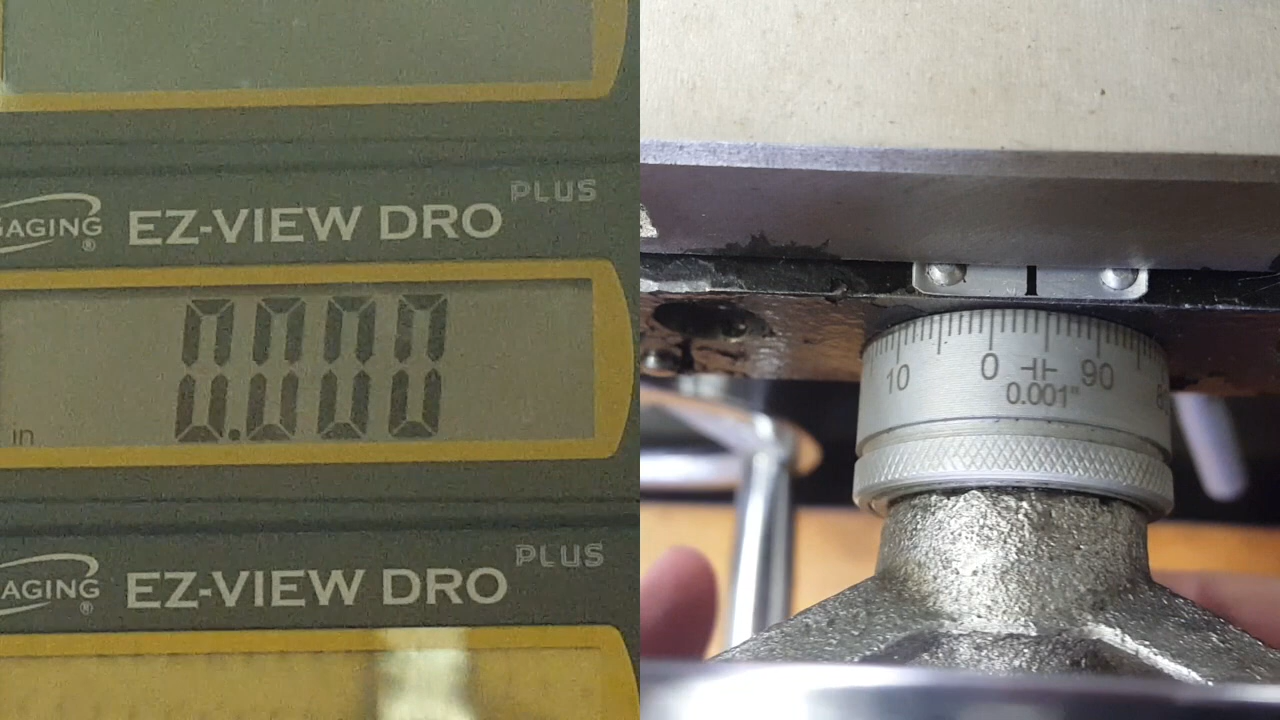 AGING® EZ-VIEW DRO PLUS
0.000
in
AGING® EZ-VIEW DRO PLUS
10 0 ⊣⊢ 90
0.001"